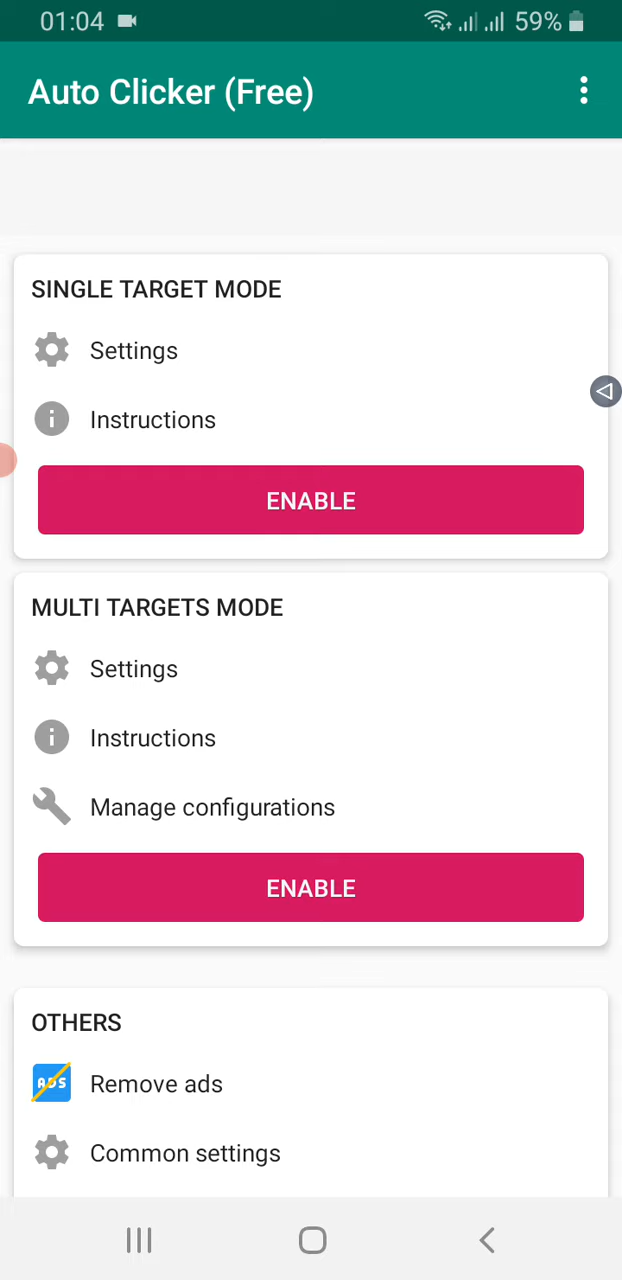 01:04
59%
Auto Clicker (Free)
SINGLE TARGET MODE
Settings
Instructions
ENABLE
MULTI TARGETS MODE
Settings
Instructions
Manage configurations
ENABLE
OTHERS
ADS
Remove ads
Common settings